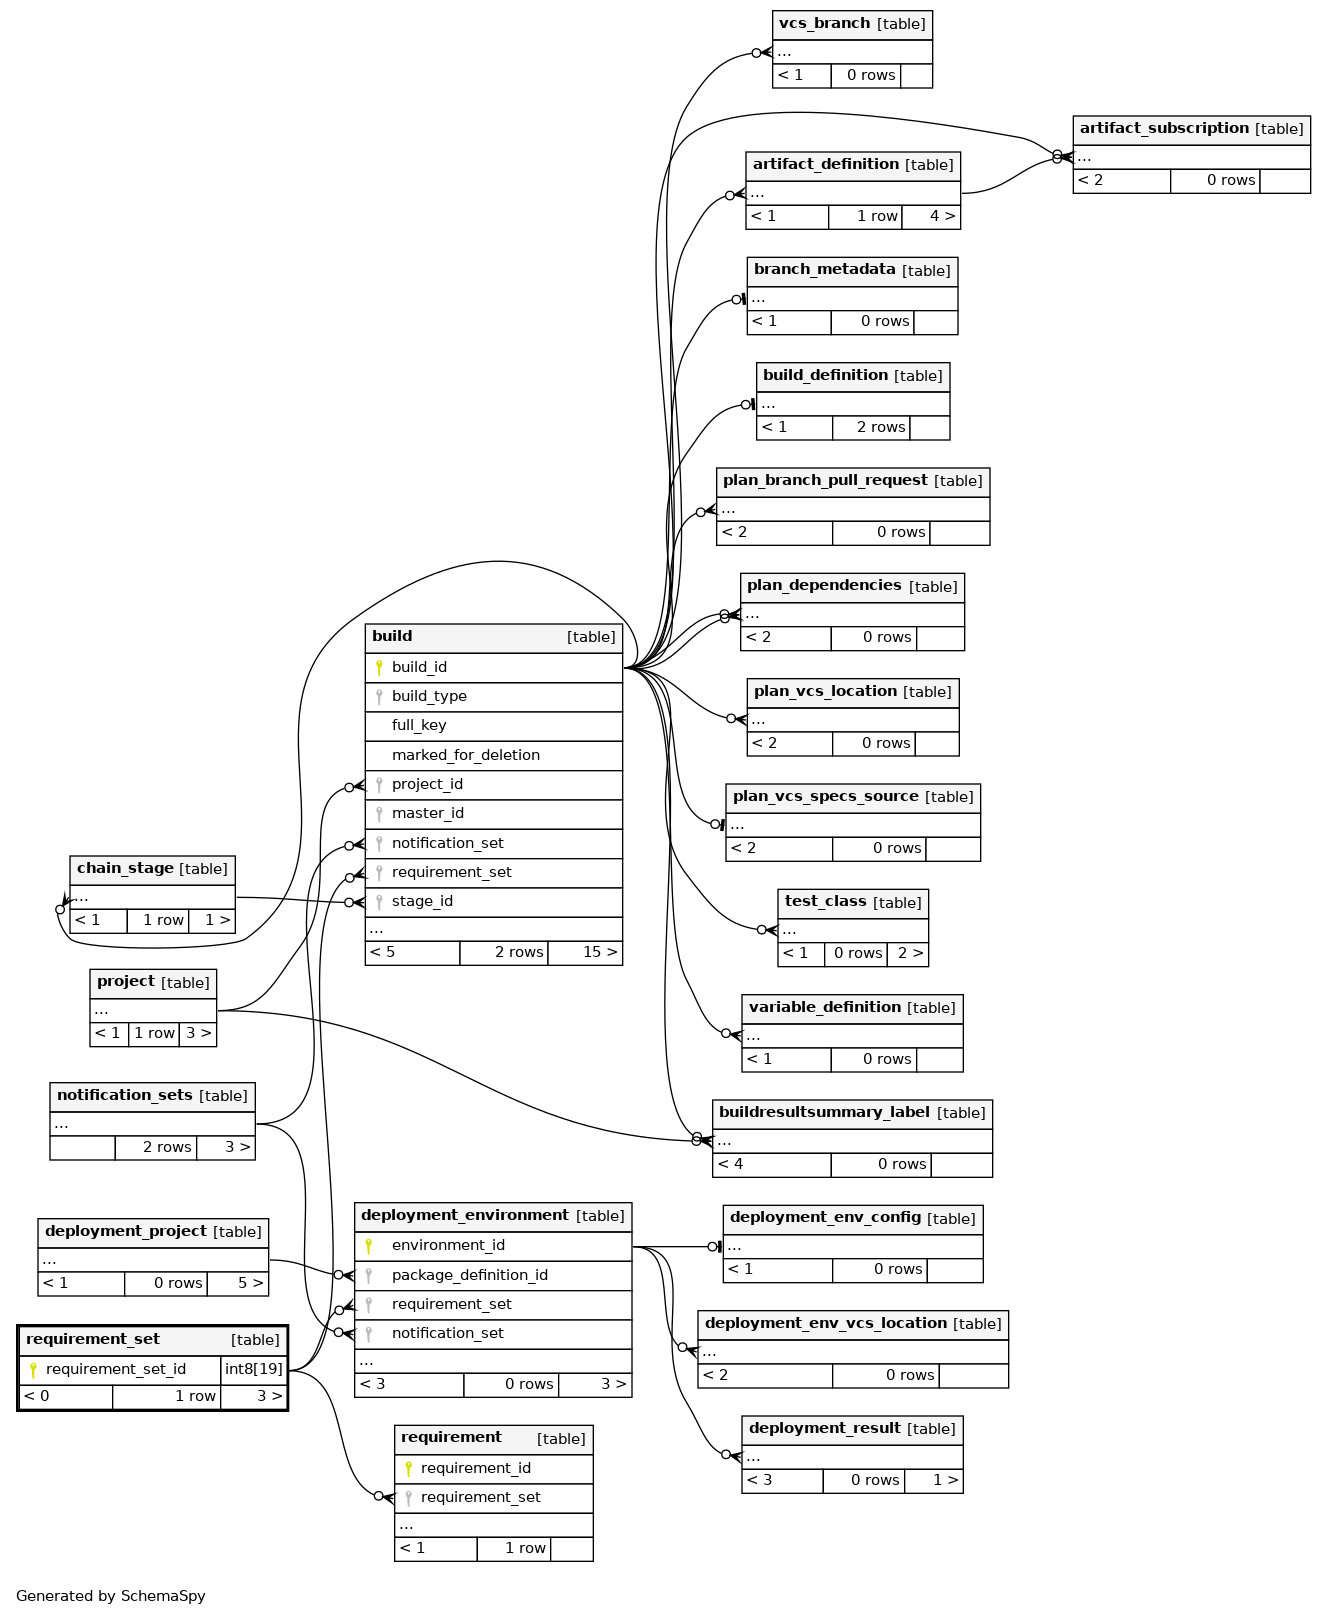 vcs_branch [table]
...
< 1 0 rows
artifact_subscription [table]
...
< 2 0 rows
artifact_definition [table]
...
< 1 1 row 4 >
branch_metadata [table]
...
< 1 0 rows
build_definition [table]
...
< 1 2 rows
plan_branch_pull_request [table]
...
< 2 0 rows
plan_dependencies [table]
...
< 2 0 rows
build [table]
build_id
build_type
full_key
marked_for_deletion
project_id
master_id
notification_set
requirement_set
stage_id
...
< 5 2 rows 15 >
plan_vcs_location [table]
...
< 2 0 rows
plan_vcs_specs_source [table]
...
< 2 0 rows
chain_stage [table]
...
< 1 1 row 1 >
test_class [table]
...
< 1 0 rows 2 >
project [table]
...
< 1 1 row 3 >
variable_definition [table]
...
< 1 0 rows
notification_sets [table]
...
2 rows 3 >
buildresultsummary_label [table]
...
< 4 0 rows
deployment_project [table]
...
< 1 0 rows 5 >
deployment_environment [table]
environment_id
package_definition_id
requirement_set
notification_set
...
< 3 0 rows 3 >
deployment_env_config [table]
...
< 1 0 rows
requirement_set [table]
requirement_set_id int8[19]
< 0 1 row 3 >
deployment_env_vcs_location [table]
...
< 2 0 rows
requirement [table]
requirement_id
requirement_set
...
< 1 1 row
deployment_result [table]
...
< 3 0 rows 1 >
Generated by SchemaSpy